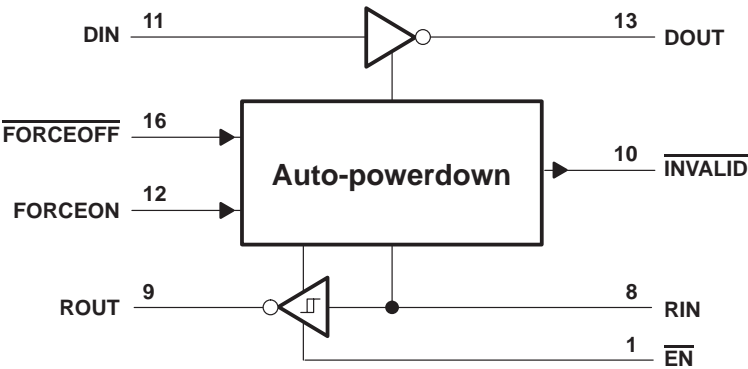 DIN 11 13 DOUT
FORCEOFF 16
Auto-powerdown
10 INVALID
FORCEON 12
ROUT 9 8 RIN
1 EN